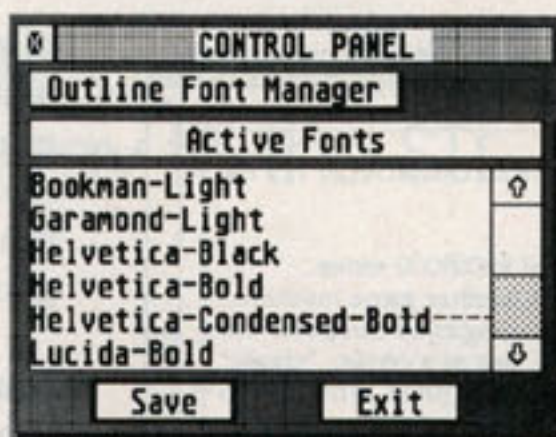 CONTROL PANEL
Outline Font Manager
Active Fonts
Bookman-Light
Garamond-Light
Helvetica-Black
Helvetica-Bold
Helvetica-Condensed-Bold----
Lucida-Bold
Save
Exit